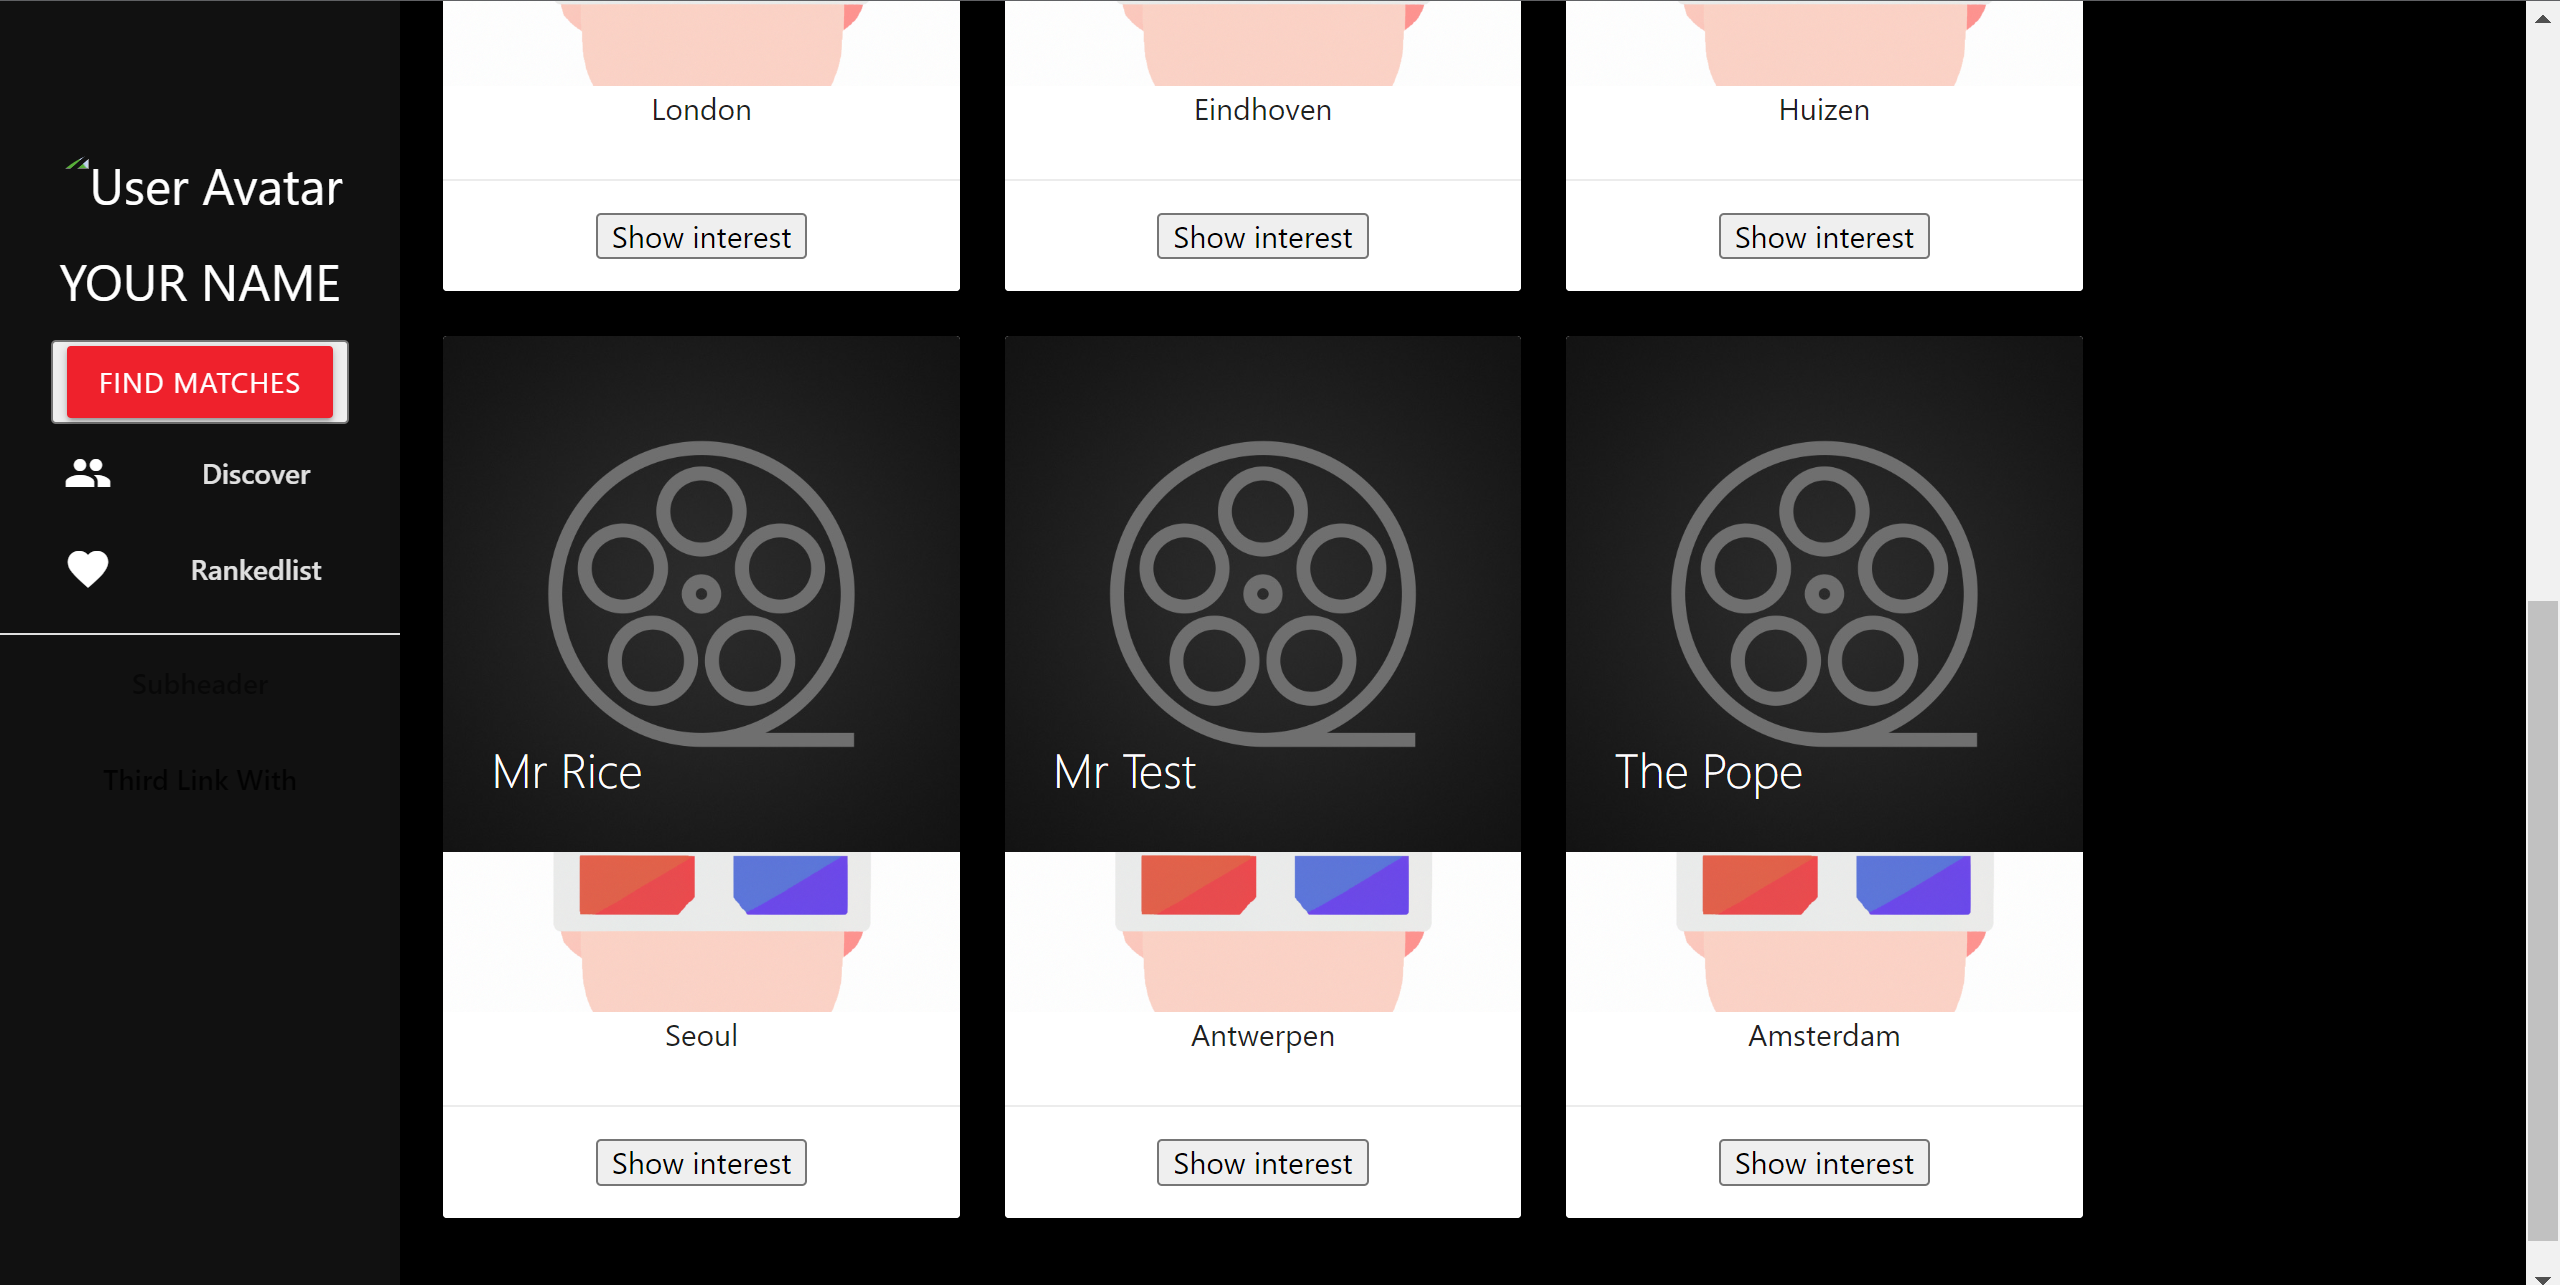 User Avatar
YOUR NAME
FIND MATCHES
Discover
Rankedlist
Subheader
Third Link With
London
Eindhoven
Huizen
Show interest
Show interest
Show interest
Mr Rice
Mr Test
The Pope
Seoul
Antwerpen
Amsterdam
Show interest
Show interest
Show interest